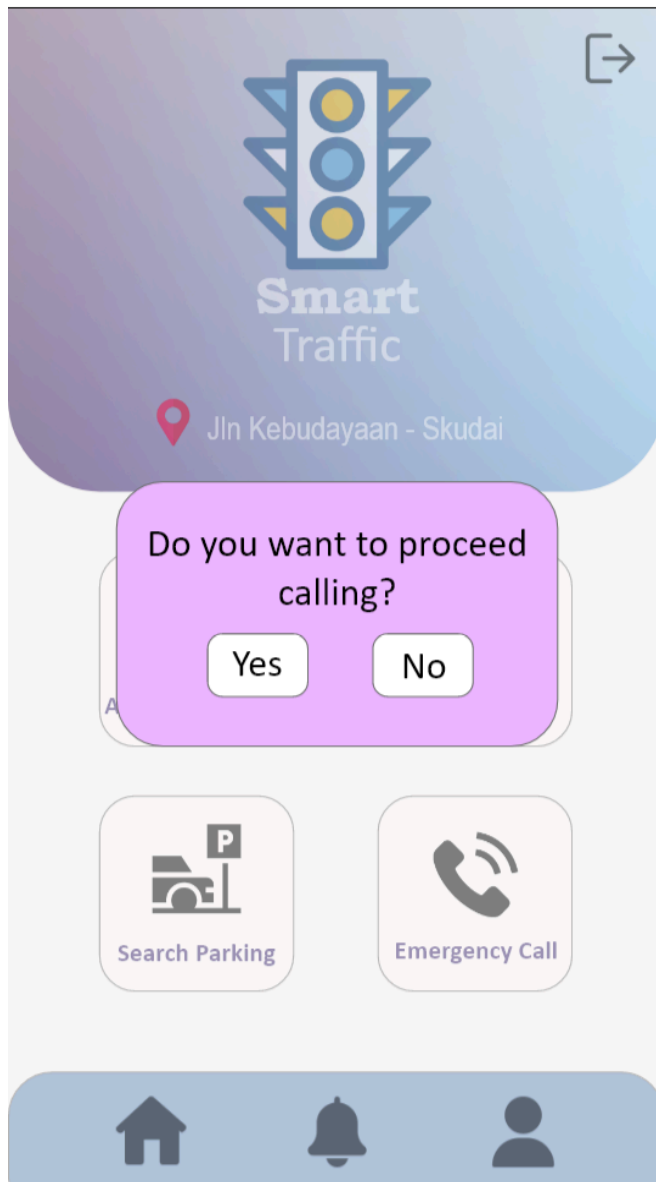 Smart
Traffic
Jln Kebudayaan - Skudai
Do you want to proceed
calling?
Yes
No
A
P
Search Parking
Emergency Call